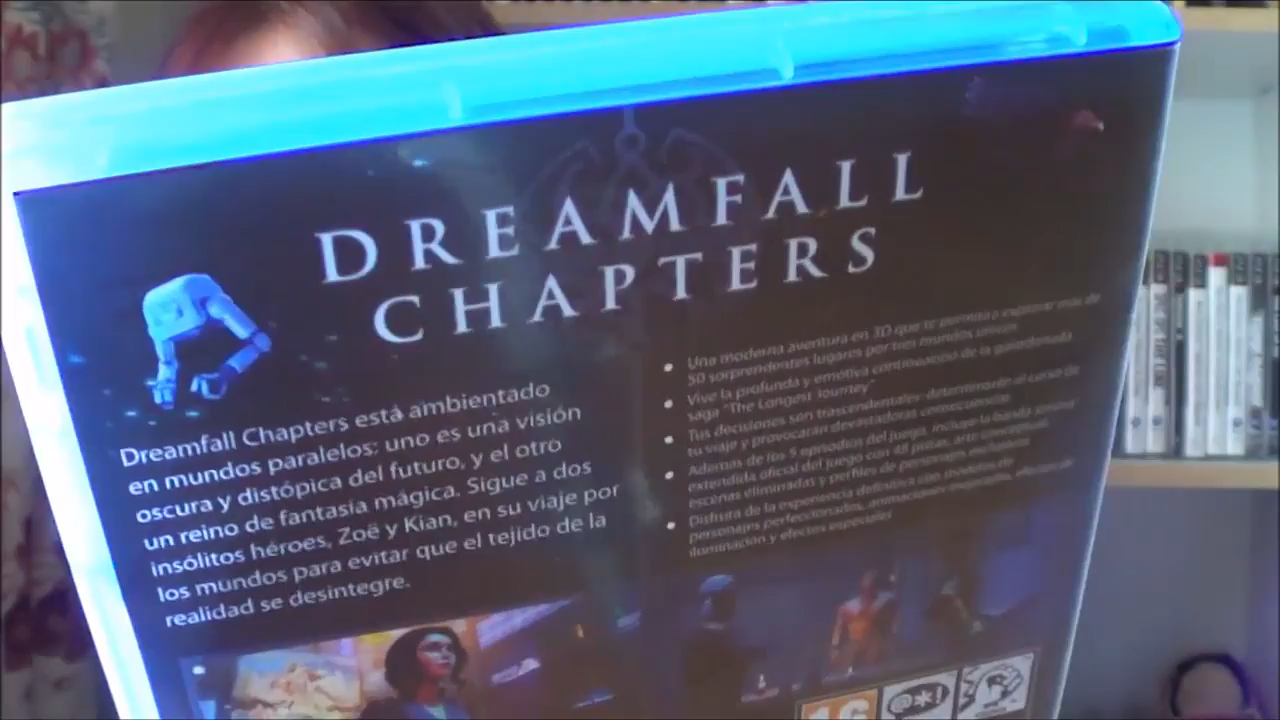 DREAMFALL
CHAPTERS
Dreamfall Chapters está ambientado
en mundos paralelos; uno es una visión
oscura y distópica del futuro, y el otro
un reino de fantasía mágica. Sigue a dos
insólitos héroes, Zoë y Kian, en su viaje por
los mundos para evitar que el tejido de la
realidad se desintegre.
• Una moderna aventura en 3D que te permitirá explorar más de
50 sorprendentes lugares por tres mundos únicos
• Vive la profunda y emotiva continuación de la galardonada
saga "The Longest Journey"
• Tus decisiones son trascendentales: determinarán el curso de
tu viaje y provocarán devastadoras consecuencias
• Además de los 5 episodios del juego, incluye la banda sonora
extendida oficial del juego con 48 pistas, arte conceptual,
escenas eliminadas y perfiles de personajes
• Disfruta de la experiencia definitiva con modelos de
personajes perfeccionados, animaciones mejoradas, efectos de
iluminación y efectos especiales
16
@*!